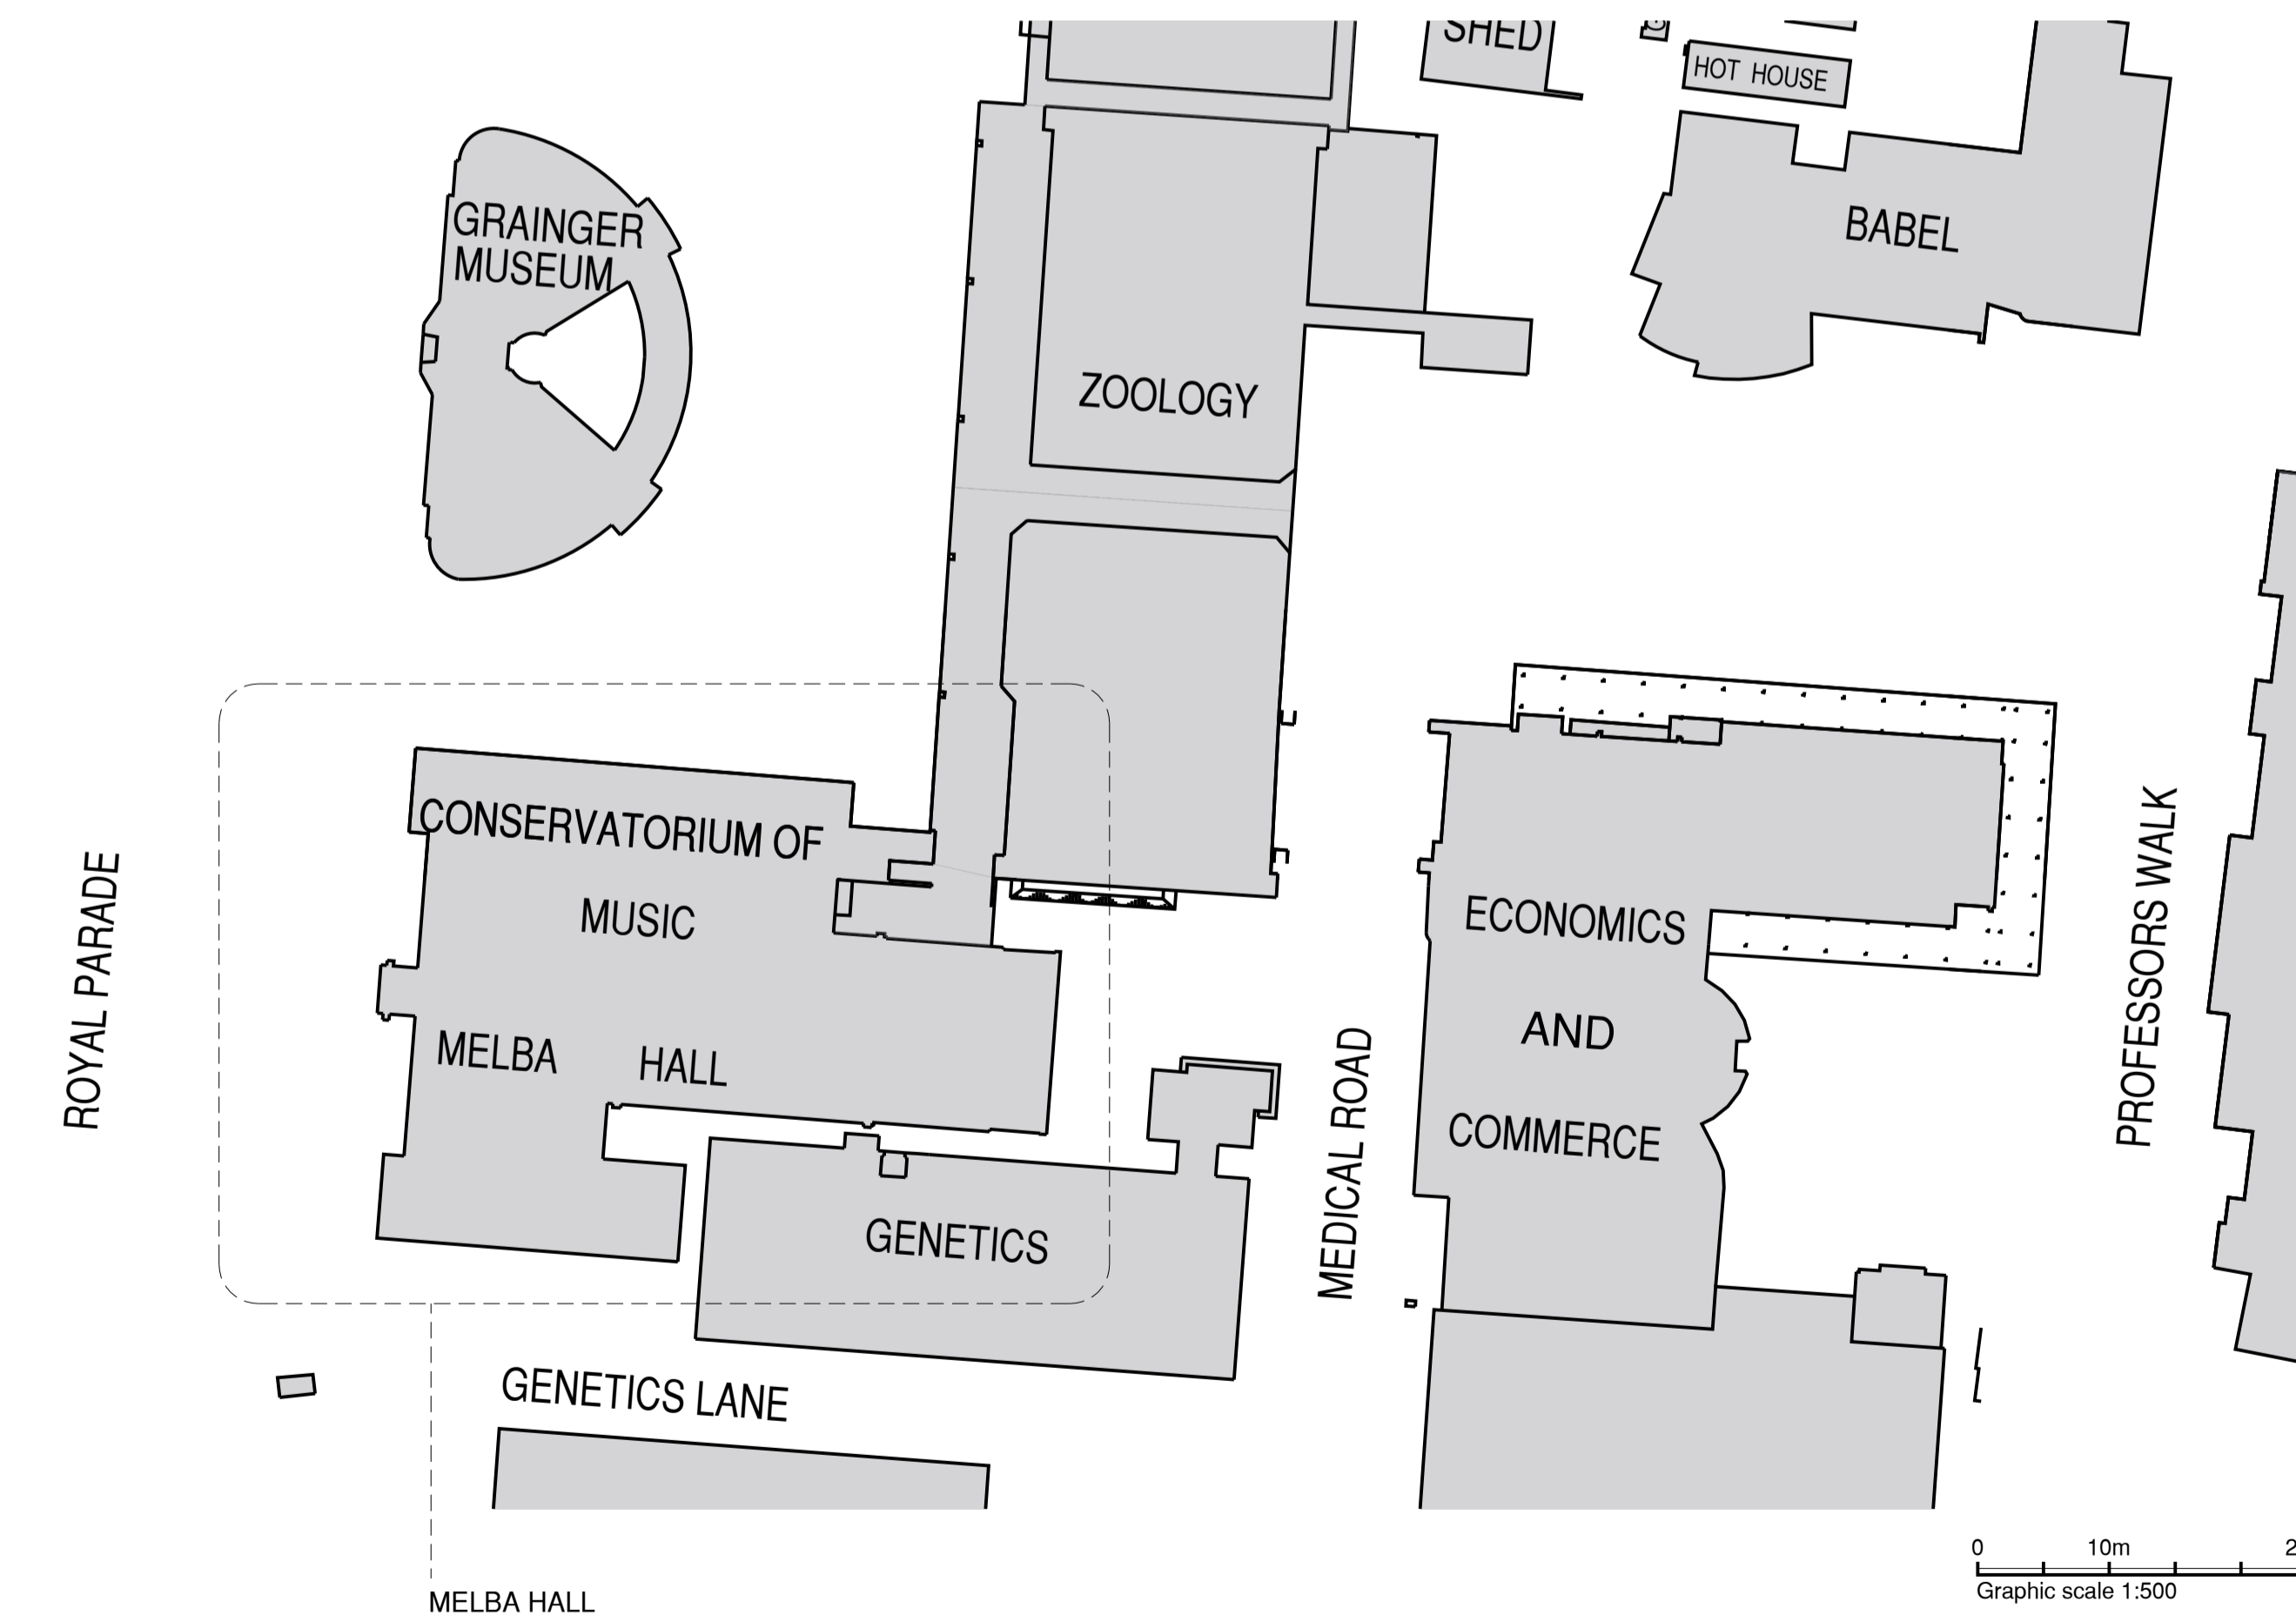 SHED
HOT HOUSE
GRAINGER
MUSEUM
BABEL
ZOOLOGY
CONSERVATORIUM OF
MUSIC
MELBA HALL
ROYAL PARADE
ECONOMICS
AND
COMMERCE
MEDICAL ROAD
PROFESSORS WALK
GENETICS
GENETICS LANE
MELBA HALL
0 10m
Graphic scale 1:500